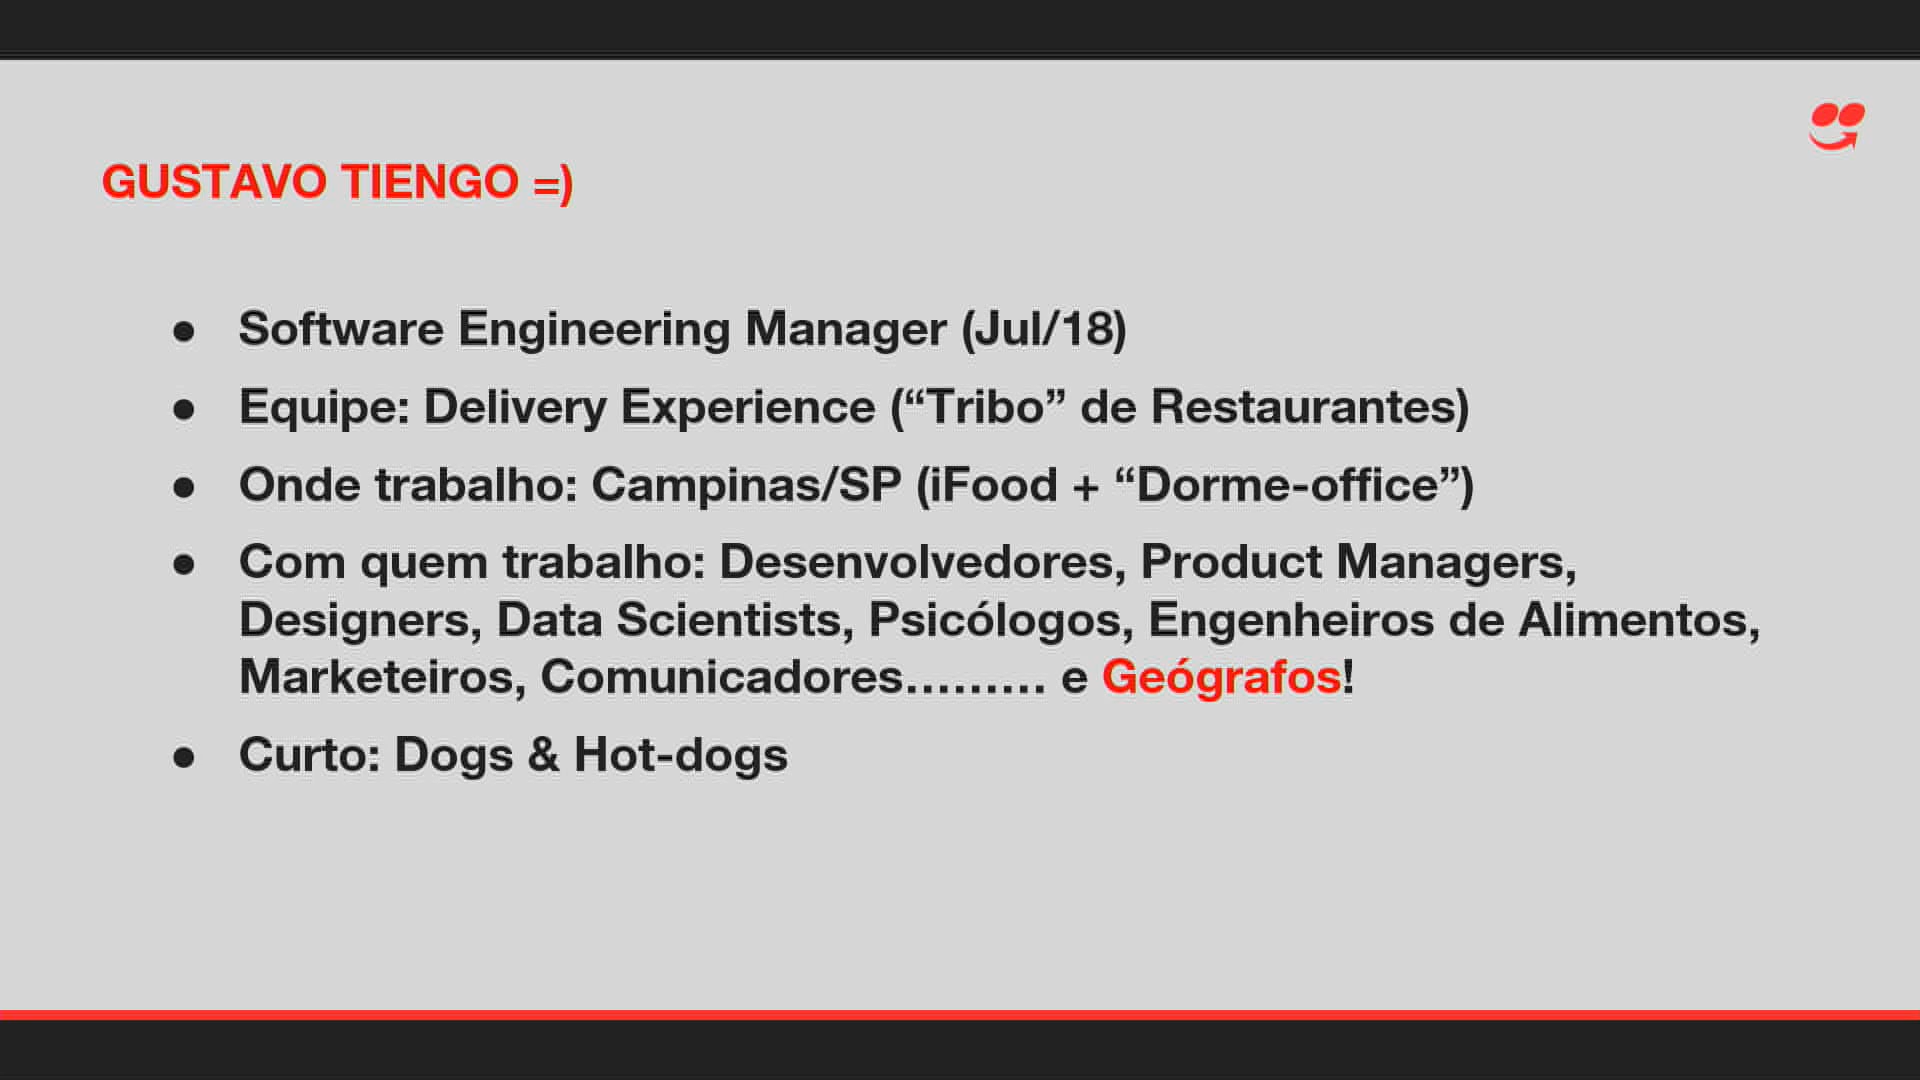 GUSTAVO TIENGO =)
● Software Engineering Manager (Jul/18)
● Equipe: Delivery Experience (“Tribo” de Restaurantes)
● Onde trabalho: Campinas/SP (iFood + “Dorme-office”)
● Com quem trabalho: Desenvolvedores, Product Managers,
Designers, Data Scientists, Psicólogos, Engenheiros de Alimentos,
Marketeiros, Comunicadores……… e Geógrafos!
● Curto: Dogs & Hot-dogs